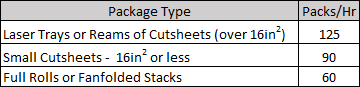 Package Type Packs/Hr
Laser Trays or Reams of Cutsheets (over 16in²) 125
Small Cutsheets - 16in² or less 90
Full Rolls or Fanfolded Stacks 60